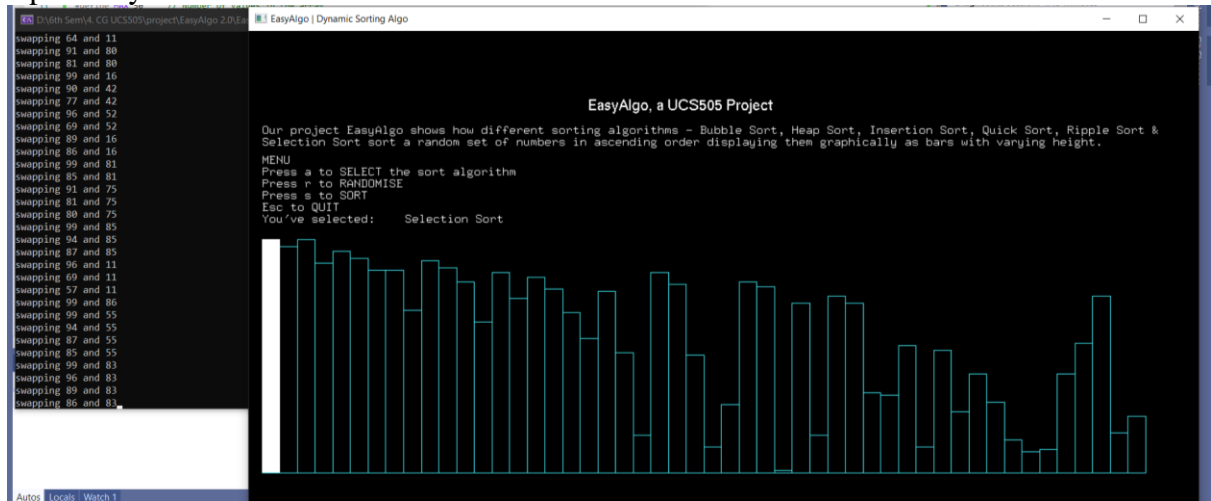 D:\6th Sem\4. CG UCS505\project\EasyAlgo 2.0\Ea
EasyAlgo | Dynamic Sorting Algo
swapping 64 and 11
swapping 91 and 80
swapping 81 and 80
swapping 99 and 16
swapping 90 and 42
swapping 77 and 42
swapping 96 and 52
swapping 69 and 52
swapping 89 and 16
swapping 86 and 16
swapping 99 and 81
swapping 85 and 81
swapping 91 and 75
swapping 81 and 75
swapping 80 and 75
swapping 99 and 85
swapping 94 and 85
swapping 87 and 85
swapping 96 and 11
swapping 69 and 11
swapping 57 and 11
swapping 99 and 86
swapping 99 and 55
swapping 94 and 55
swapping 87 and 55
swapping 85 and 55
swapping 99 and 83
swapping 96 and 83
swapping 89 and 83
swapping 86 and 83
EasyAlgo, a UCS505 Project
Our project EasyAlgo shows how different sorting algorithms – Bubble Sort, Heap Sort, Insertion Sort, Quick Sort, Ripple Sort &
Selection Sort sort a random set of numbers in ascending order displaying them graphically as bars with varying height.
MENU
Press a to SELECT the sort algorithm
Press r to RANDOMISE
Press s to SORT
Esc to QUIT
You've selected: Selection Sort
Autos Locals Watch 1